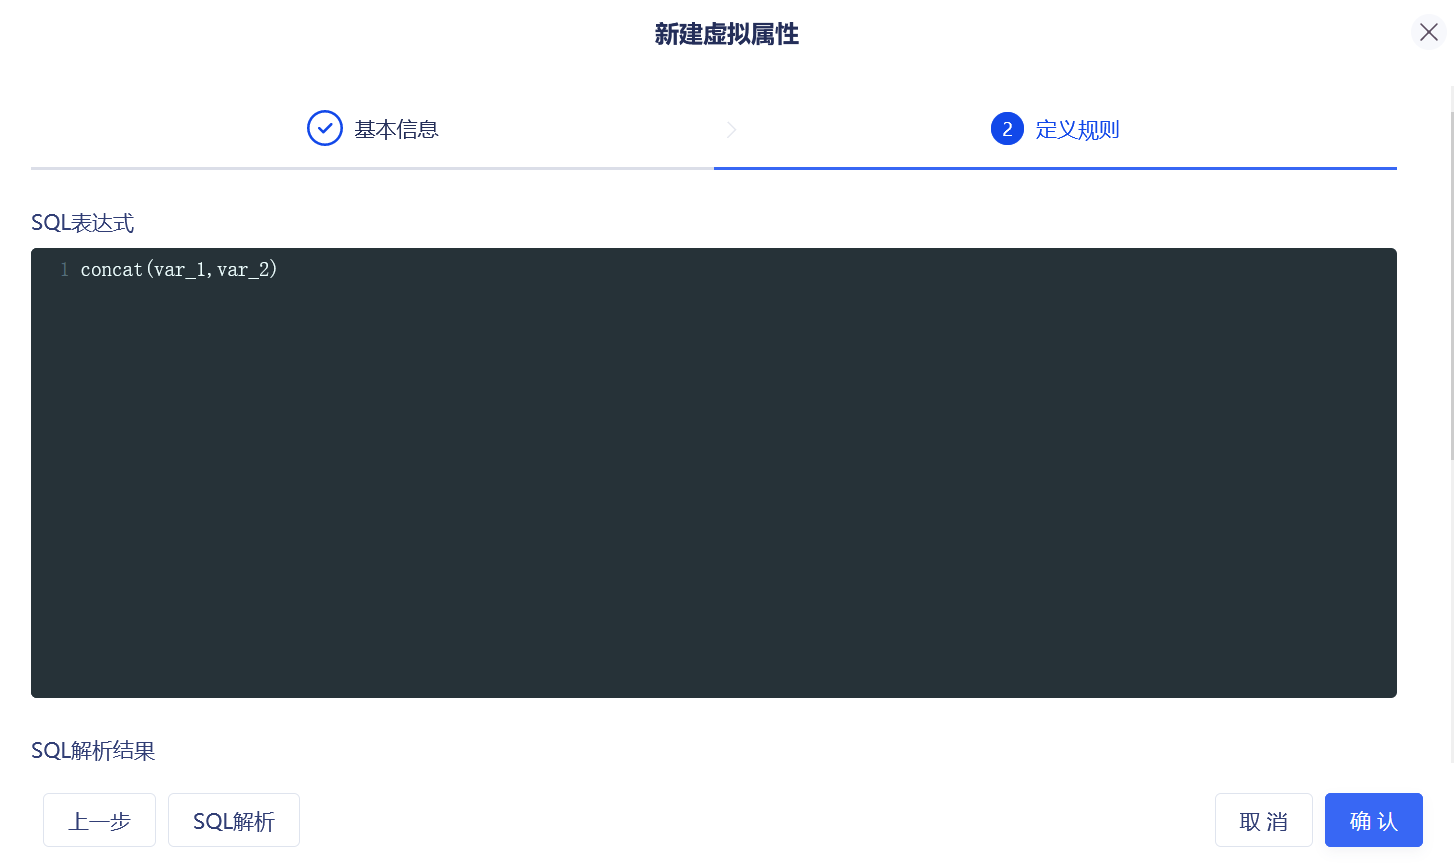 新建虚拟属性
基本信息
2 定义规则
SQL表达式
1 concat(var_1,var_2)
SQL解析结果
上一步 SQL解析 取 消 确 认